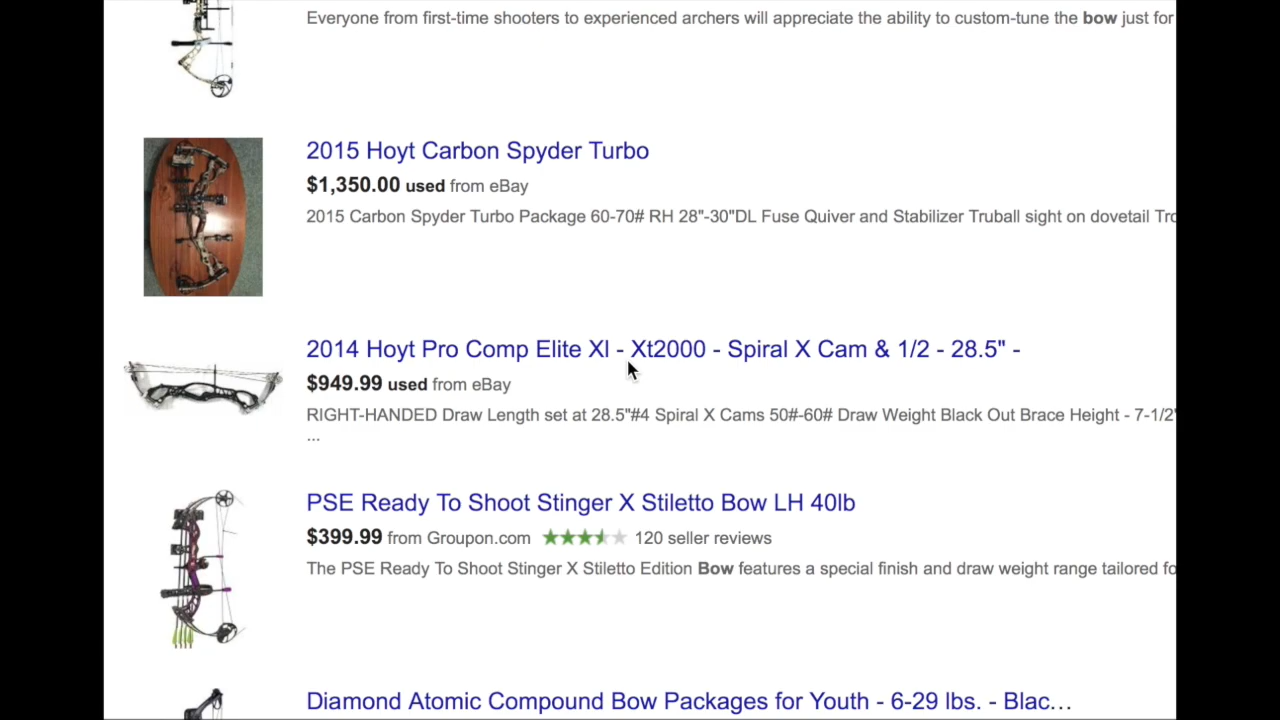 Everyone from first-time shooters to experienced archers will appreciate the ability to custom-tune the bow just for
2015 Hoyt Carbon Spyder Turbo
$1,350.00 used from eBay
2015 Carbon Spyder Turbo Package 60-70# RH 28"-30"DL Fuse Quiver and Stabilizer Truball sight on dovetail
2014 Hoyt Pro Comp Elite Xl - Xt2000 - Spiral X Cam & 1/2 - 28.5" -
$949.99 used from eBay
RIGHT-HANDED Draw Length set at 28.5"#4 Spiral X Cams 50#-60# Draw Weight Black Out Brace Height - 7-1/2"
...
PSE Ready To Shoot Stinger X Stiletto Bow LH 40lb
$399.99 from Groupon.com 120 seller reviews
The PSE Ready To Shoot Stinger X Stiletto Edition Bow features a special finish and draw weight range tailored
Diamond Atomic Compound Bow Packages for Youth - 6-29 lbs. - Blac...